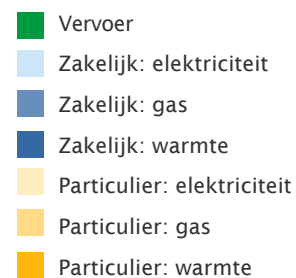 Vervoer
Zakelijk: elektriciteit
Zakelijk: gas
Zakelijk: warmte
Particulier: elektriciteit
Particulier: gas
Particulier: warmte